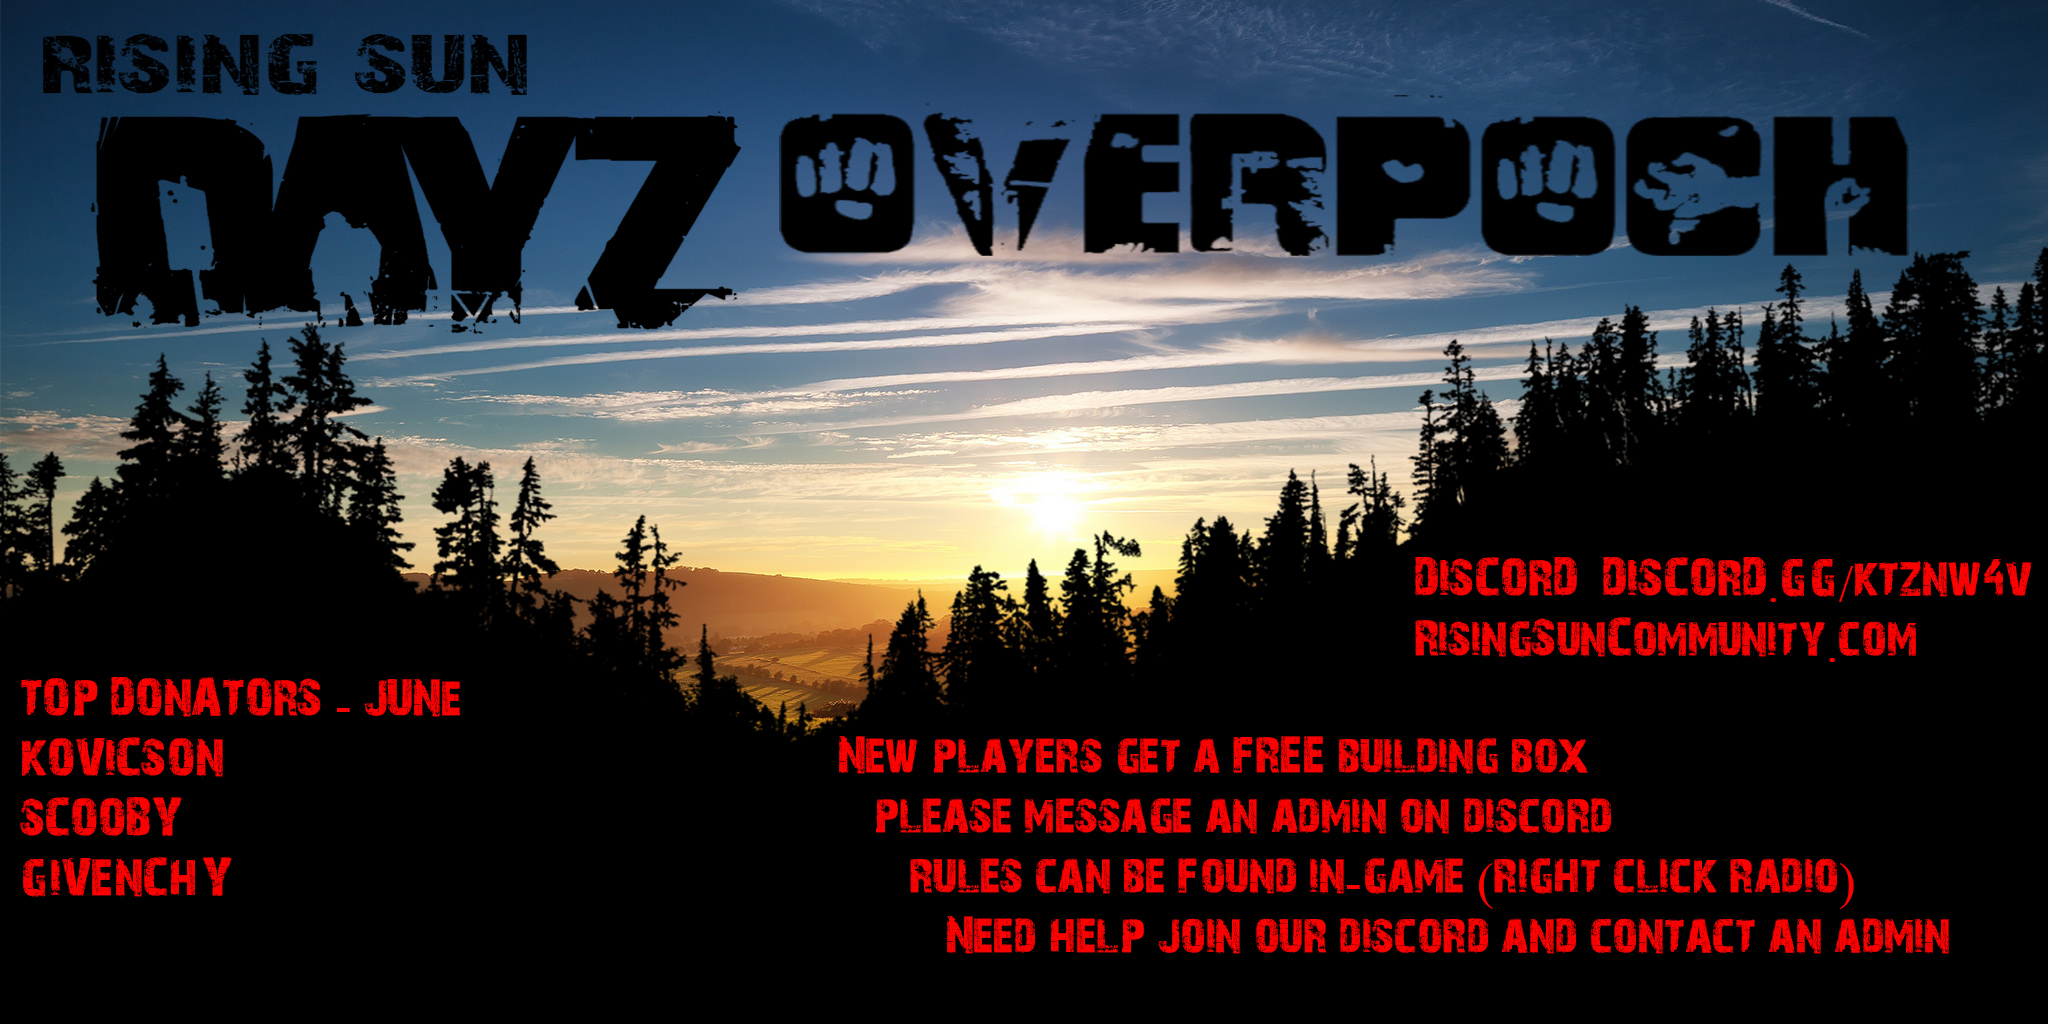 RISING SUN
DAYZ OVERPOCH
DISCORD DISCORD.GG/KTZNW4V
RISINGSUNCOMMUNITY.COM
TOP DONATORS - JUNE
KOVICSON
SCOOBY
GIVENCHY
NEW PLAYERS GET A FREE BUILDING BOX
PLEASE MESSAGE AN ADMIN ON DISCORD
RULES CAN BE FOUND IN-GAME (RIGHT CLICK RADIO)
NEED HELP JOIN OUR DISCORD AND CONTACT AN ADMIN